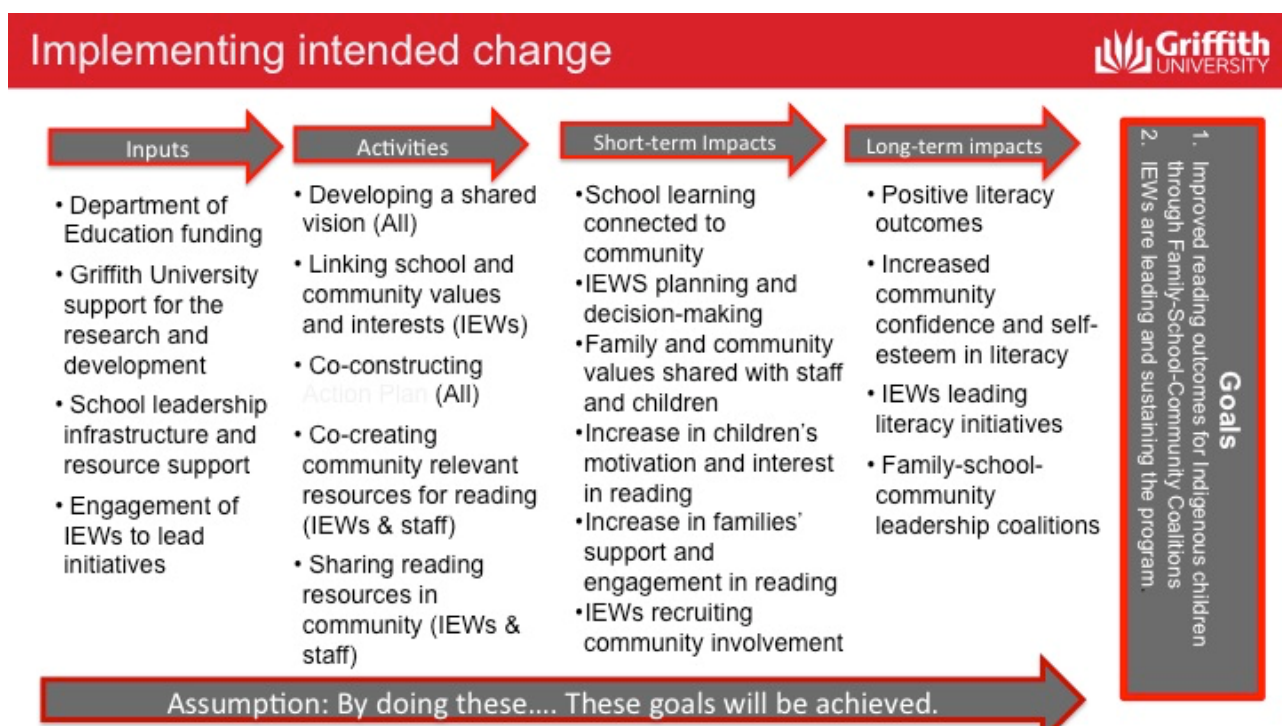 Implementing intended change
Griffith
UNIVERSITY
Inputs
• Department of
Education funding
• Griffith University
support for the
research and
development
• School leadership
infrastructure and
resource support
• Engagement of
IEWs to lead
initiatives
Activities
• Developing a shared
vision (All)
• Linking school and
community values
and interests (IEWs)
• Co-constructing
Action Plan (All)
• Co-creating
community relevant
resources for reading
(IEWs & staff)
• Sharing reading
resources in
community (IEWs &
staff)
Short-term Impacts
•School learning
connected to
community
•IEWS planning and
decision-making
•Family and community
values shared with staff
and children
•Increase in children's
motivation and interest
in reading
•Increase in families'
support and
engagement in reading
•IEWs recruiting
community involvement
Long-term impacts
• Positive literacy
outcomes
• Increased
community
confidence and self-
esteem in literacy
• IEWs leading
literacy initiatives
• Family-school-
community
leadership coalitions
Goals
1. Improved reading outcomes for Indigenous children
through Family-School-Community Coalitions
2. IEWs are leading and sustaining the program.
Assumption: By doing these.... These goals will be achieved.